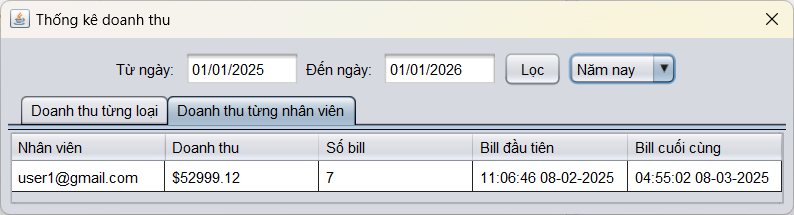 Thống kê doanh thu
Từ ngày: 01/01/2025 Đến ngày: 01/01/2026 Lọc Năm nay
Doanh thu từng loại Doanh thu từng nhân viên
Nhân viên Doanh thu Số bill Bill đầu tiên Bill cuối cùng
user1@gmail.com $52999.12 7 11:06:46 08-02-2025 04:55:02 08-03-2025